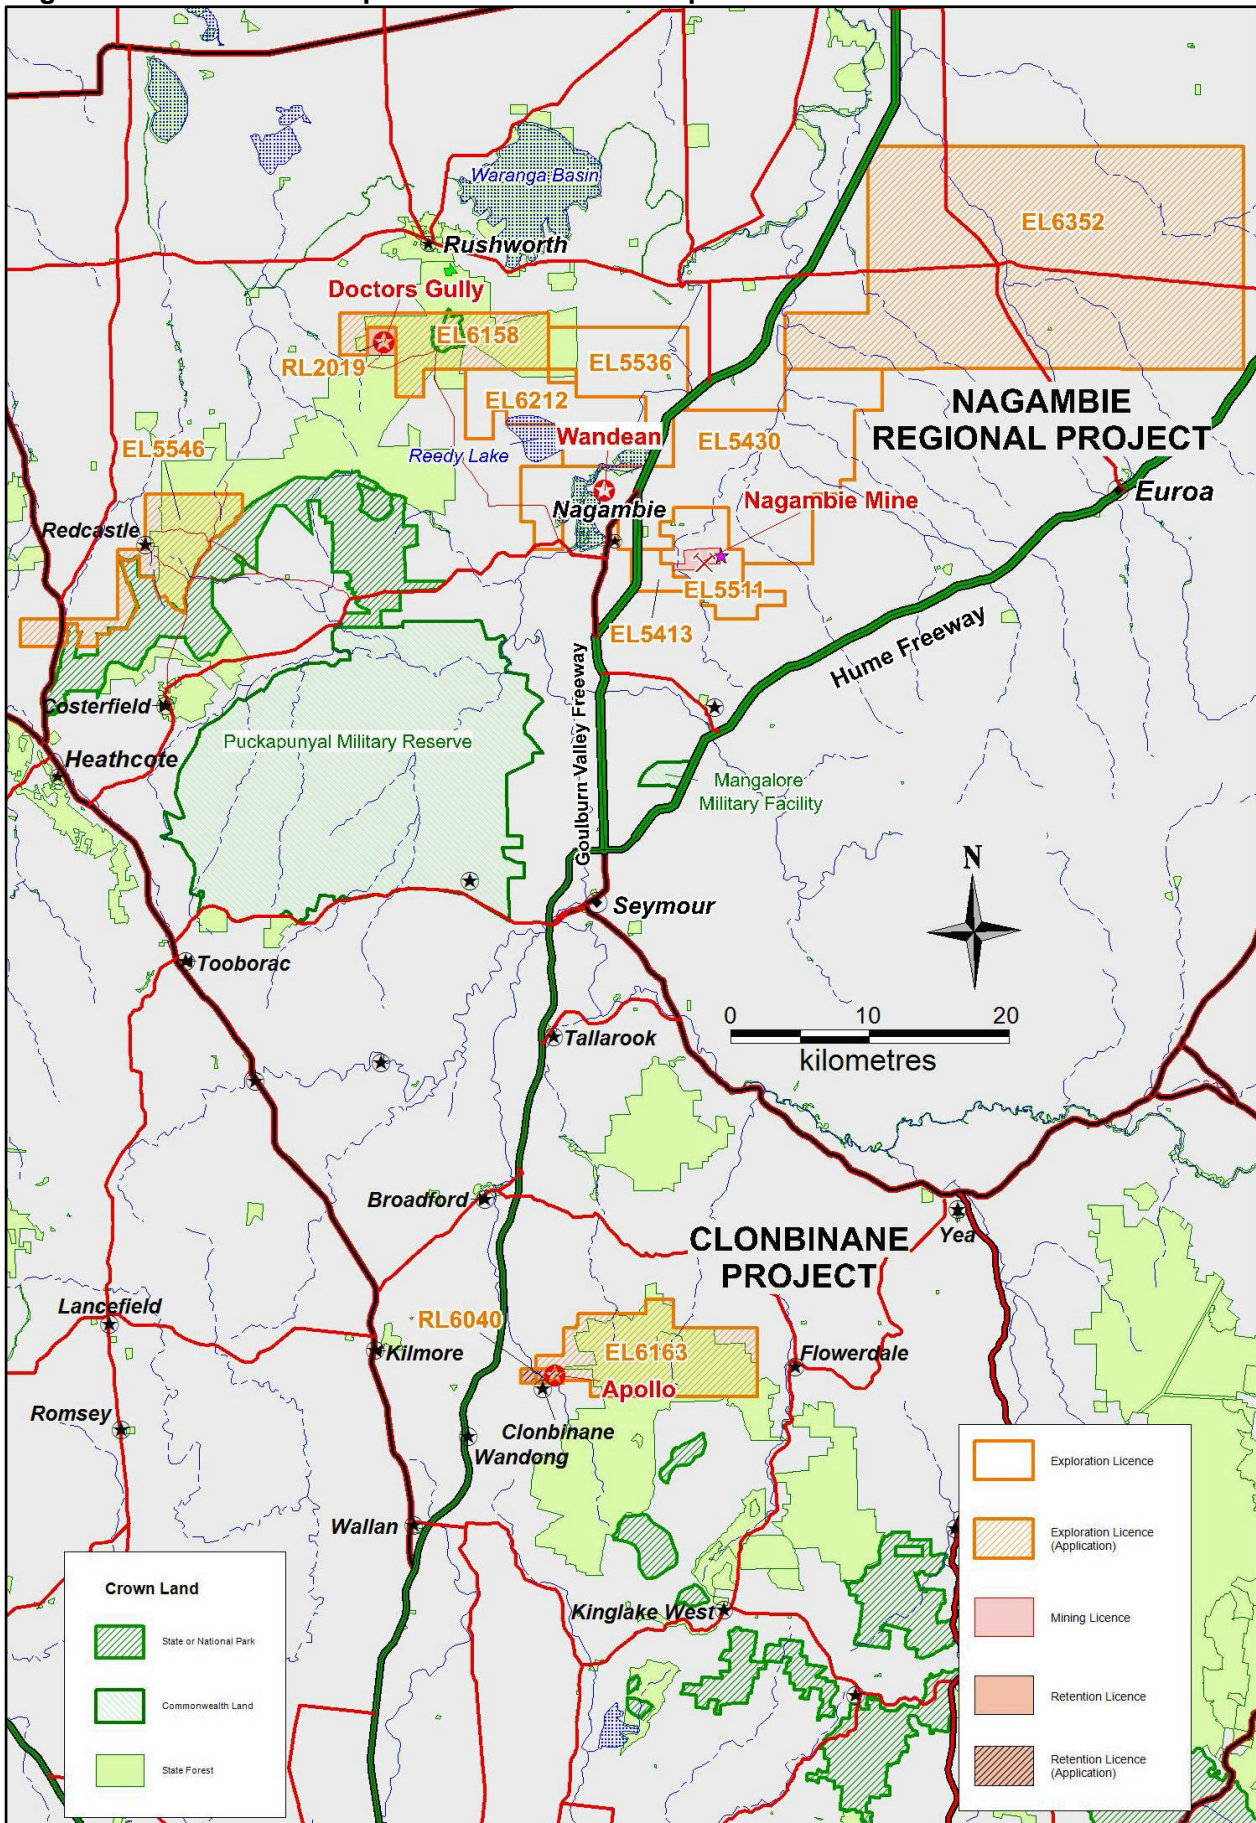 Waranga Basin
Rushworth
EL6352
Doctors Gully
EL6158
RL2019
EL5536
EL6212
NAGAMBIE
REGIONAL PROJECT
Wandean
EL5430
EL5546
Reedy Lake
Nagambie Mine
Euroa
Redcastle
Nagambie
EL5511
EL5413
Hume Freeway
Goulburn Valley Freeway
Costerfield
Puckapunyal Military Reserve
Heathcote
Mangalore
Military Facility
N
Seymour
Tooborac
0 10 20
kilometres
Tallarook
Broadford
Yea
CLONBINANE
PROJECT
Lancefield
RL6040
Kilmore
EL6163
Flowerdale
Apollo
Romsey
Clonbinane
Wandong
Wallan
Kinglake West
Crown Land
State or National Park
Commonwealth Land
State Forest
Exploration Licence
Exploration Licence
(Application)
Mining Licence
Retention Licence
Retention Licence
(Application)